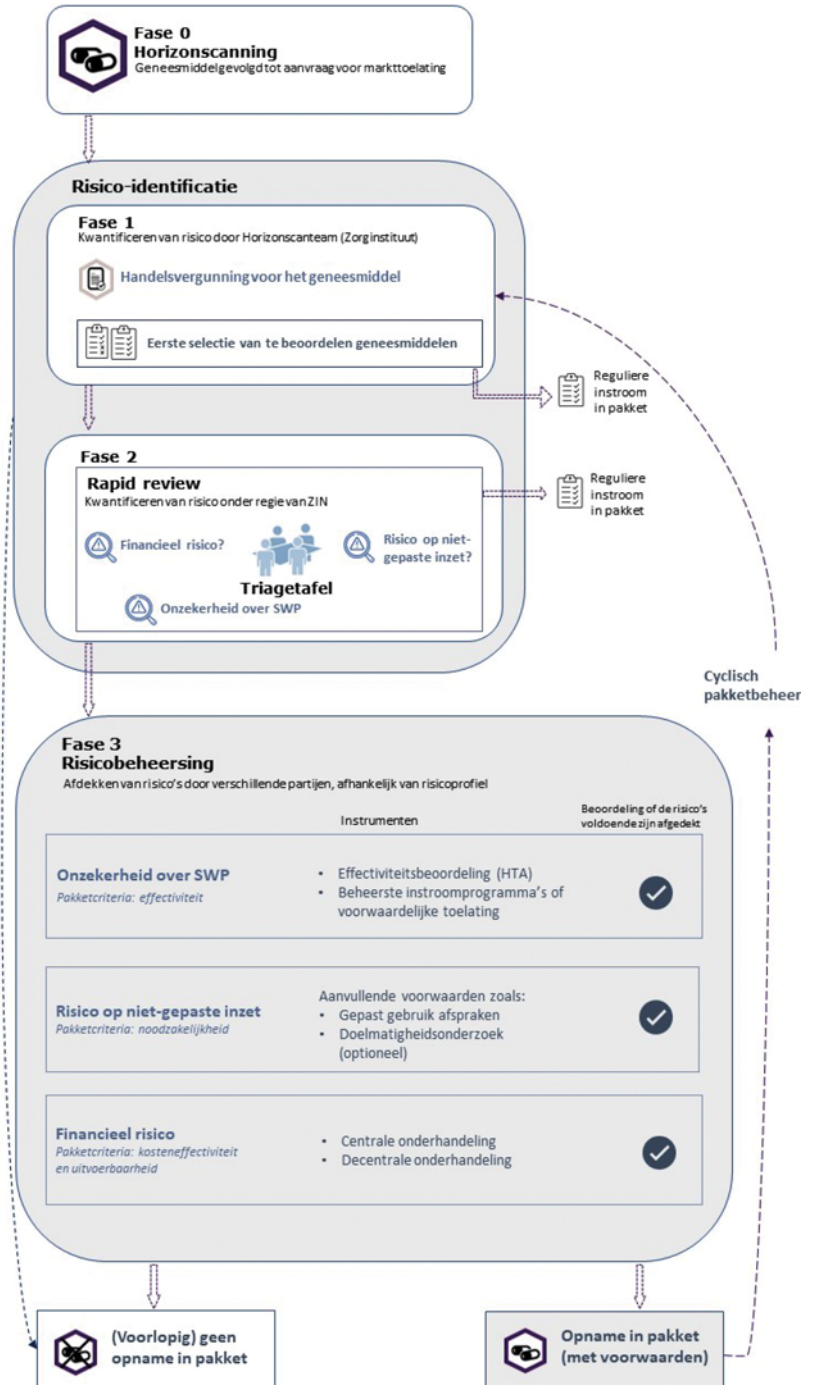 Fase 0
Horizonscanning
Geneesmiddel gevolgd tot aanvraag voor markttoelating
Risico-identificatie
Fase 1
Kwantificeren van risico door Horizonscanteam (Zorginstituut)
Handelsvergunning voor het geneesmiddel
Eerste selectie van te beoordelen geneesmiddelen
Reguliere
instroom
in pakket
Fase 2
Rapid review
Kwantificeren van risico onder regie van ZIN
Financieel risico?
Risico op niet-
gepaste inzet?
Triagetafel
Onzekerheid over SWP
Reguliere
instroom
in pakket
Cyclisch
pakketbeheer
Fase 3
Risicobeheersing
Afdekken van risico's door verschillende partijen, afhankelijk van risicoprofiel
Instrumenten
Beoordeling of de risico's
voldoende zijn afgedekt
Onzekerheid over SWP
Pakketcriteria: effectiviteit
• Effectiviteitsbeoordeling (HTA)
• Beheerste instroomprogramma's of
voorwaardelijke toelating
Risico op niet-gepaste inzet
Pakketcriteria: noodzakelijkheid
Aanvullende voorwaarden zoals:
• Gepast gebruik afspraken
• Doelmatigheidsonderzoek
(optioneel)
Financieel risico
Pakketcriteria: kosteneffectiviteit
en uitvoerbaarheid
• Centrale onderhandeling
• Decentrale onderhandeling
(Voorlopig) geen
opname in pakket
Opname in pakket
(met voorwaarden)